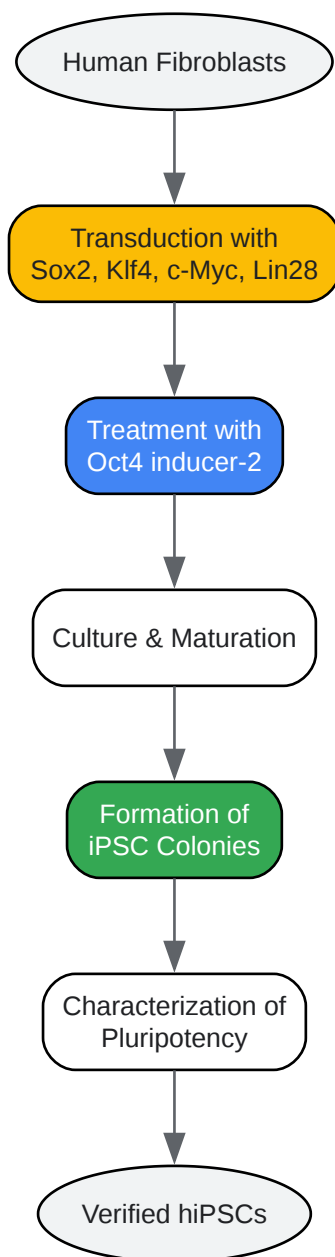 Human Fibroblasts
Transduction with
Sox2, Klf4, c-Myc, Lin28
Treatment with
Oct4 inducer-2
Culture & Maturation
Formation of
iPSC Colonies
Characterization of
Pluripotency
Verified hiPSCs